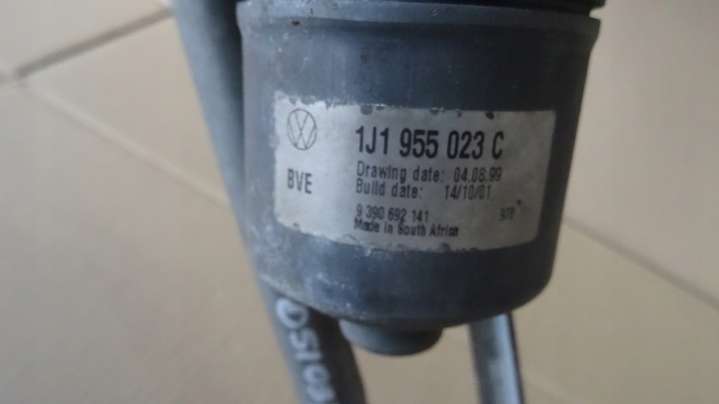 1J1 955 023 C
BVE
Drawing date: 04.08.99
Build date: 14/10/01
9 390 692 141
Made in South Africa